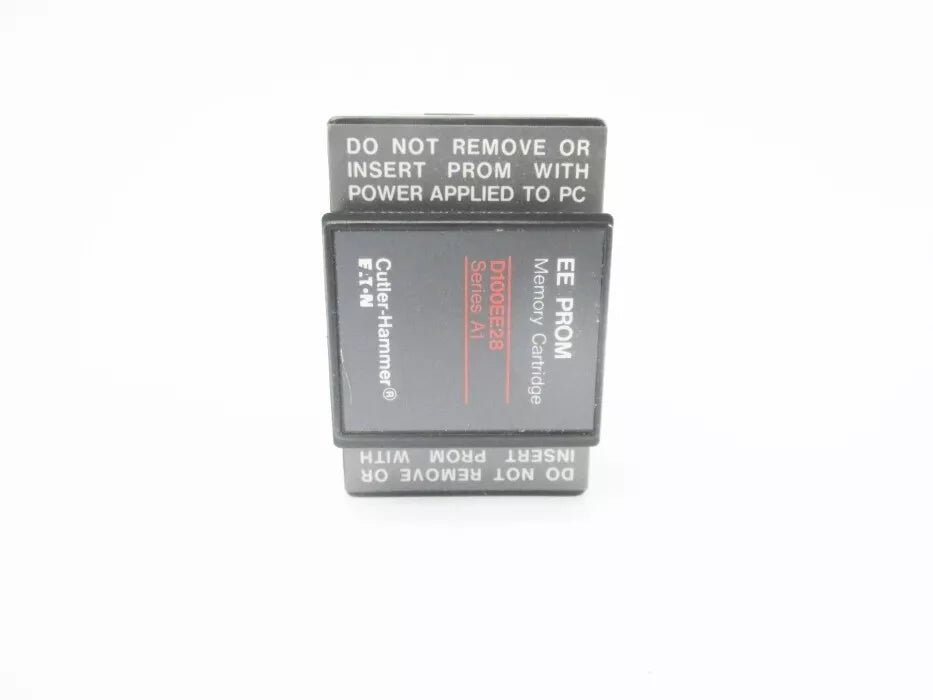 DO NOT REMOVE OR
INSERT PROM WITH
POWER APPLIED TO PC
EE PROM
Memory Cartridge
D100EE28
Series A1
Cutler-Hammer®
EATON
DO NOT REMOVE OR
INSERT PROM WITH